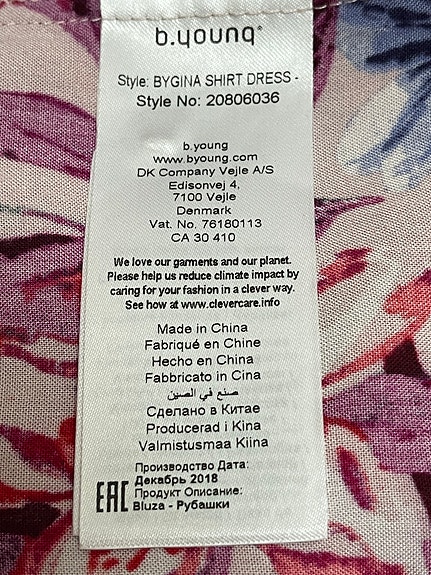 b.young®
Style: BYGINA SHIRT DRESS -
Style No: 20806036
b.young
www.byoung.com
DK Company Vejle A/S
Edisonvej 4,
7100 Vejle
Denmark
Vat. No. 76180113
CA 30 410
We love our garments and our planet.
Please help us reduce climate impact by
caring for your fashion in a clever way.
See how at www.clevercare.info
Made in China
Fabriqué en Chine
Hecho en China
Fabbricato in Cina
صنع في الصين
Сделано в Китае
Producerad i Kina
Valmistusmaa Kiina
Производство Дата:
Декабрь 2018
Продукт Описание:
Bluza - Рубашки
EAC